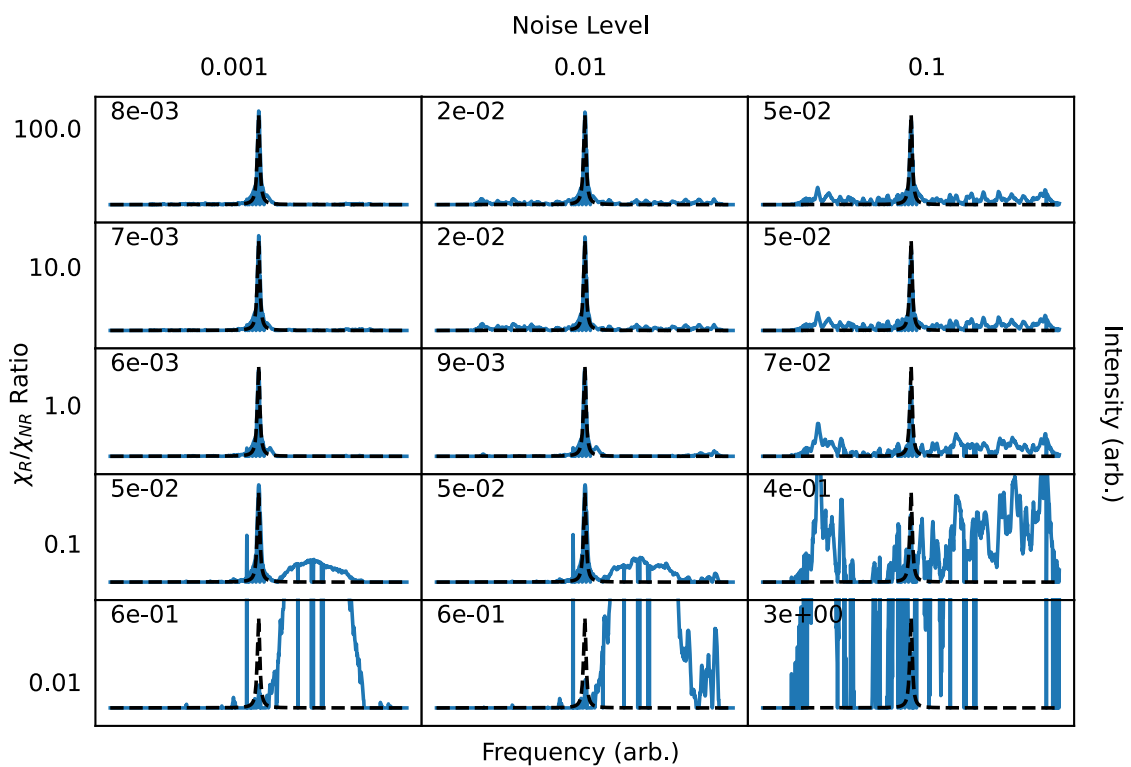 Noise Level
0.001 0.01 0.1
100.0 8e-03 2e-02 5e-02
10.0 7e-03 2e-02 5e-02
1.0 6e-03 9e-03 7e-02
0.1 5e-02 5e-02 4e-01
0.01 6e-01 6e-01 3e+00
χR/χNR Ratio
Intensity (arb.)
Frequency (arb.)